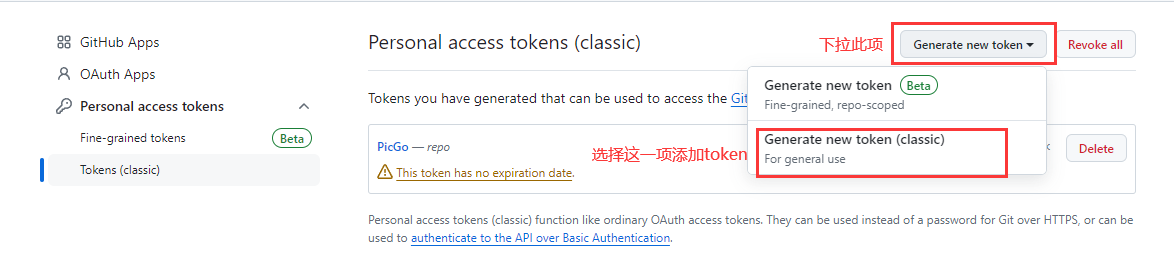 GitHub Apps
OAuth Apps
Personal access tokens
Fine-grained tokens Beta
Tokens (classic)
Personal access tokens (classic)
下拉此项
Generate new token
Revoke all
Generate new token Beta
Fine-grained, repo-scoped
Generate new token (classic)
For general use
Tokens you have generated that can be used to access the Git
PicGo — repo
选择这一项添加token
Delete
This token has no expiration date.
Personal access tokens (classic) function like ordinary OAuth access tokens. They can be used instead of a password for Git over HTTPS, or can be
used to authenticate to the API over Basic Authentication.